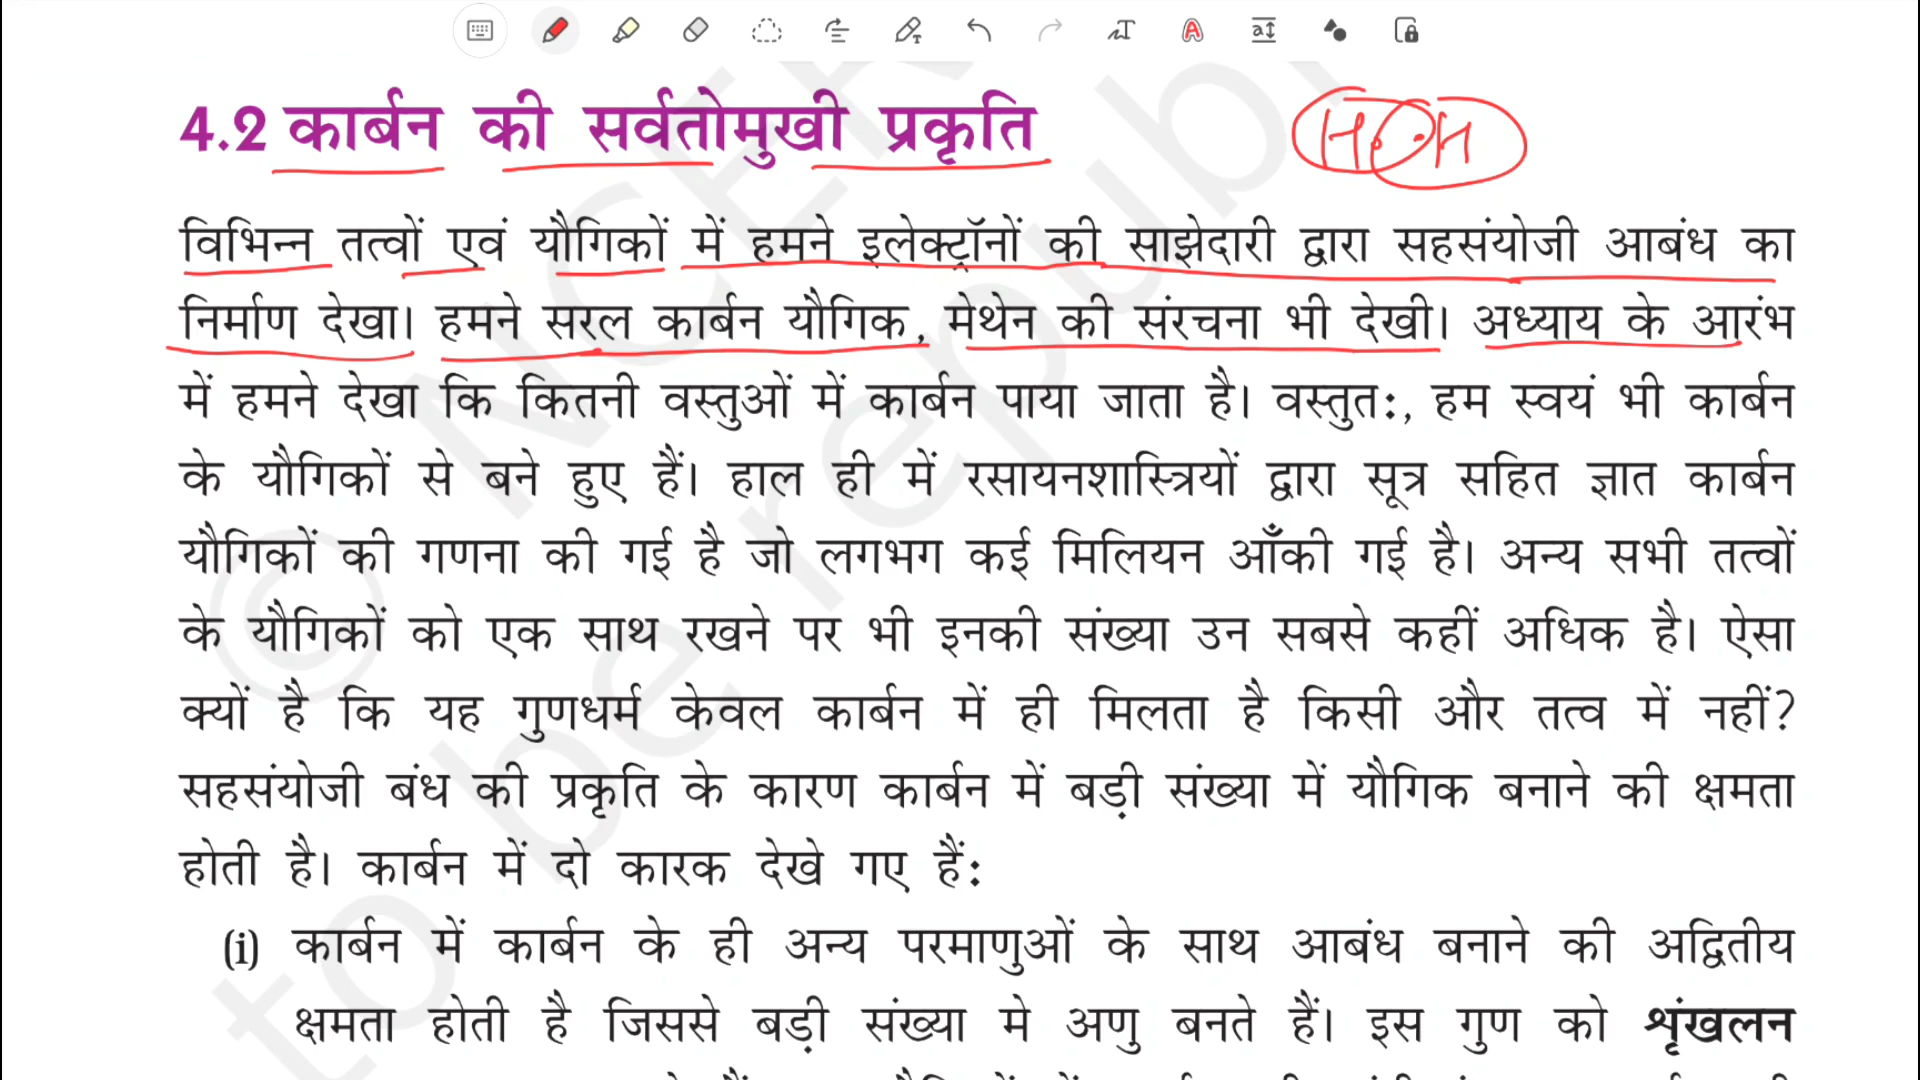 4.2 कार्बन की सर्वतोमुखी प्रकृति
H H
विभिन्न तत्वों एवं यौगिकों में हमने इलेक्ट्रॉनों की साझेदारी द्वारा सहसंयोजी आबंध का
निर्माण देखा। हमने सरल कार्बन यौगिक, मेथेन की संरचना भी देखी। अध्याय के आरंभ
में हमने देखा कि कितनी वस्तुओं में कार्बन पाया जाता है। वस्तुतः, हम स्वयं भी कार्बन
के यौगिकों से बने हुए हैं। हाल ही में रसायनशास्त्रियों द्वारा सूत्र सहित ज्ञात कार्बन
यौगिकों की गणना की गई है जो लगभग कई मिलियन आँकी गई है। अन्य सभी तत्वों
के यौगिकों को एक साथ रखने पर भी इनकी संख्या उन सबसे कहीं अधिक है। ऐसा
क्यों है कि यह गुणधर्म केवल कार्बन में ही मिलता है किसी और तत्व में नहीं?
सहसंयोजी बंध की प्रकृति के कारण कार्बन में बड़ी संख्या में यौगिक बनाने की क्षमता
होती है। कार्बन में दो कारक देखे गए हैं:
(i) कार्बन में कार्बन के ही अन्य परमाणुओं के साथ आबंध बनाने की अद्वितीय
क्षमता होती है जिससे बड़ी संख्या मे अणु बनते हैं। इस गुण को शृंखलन